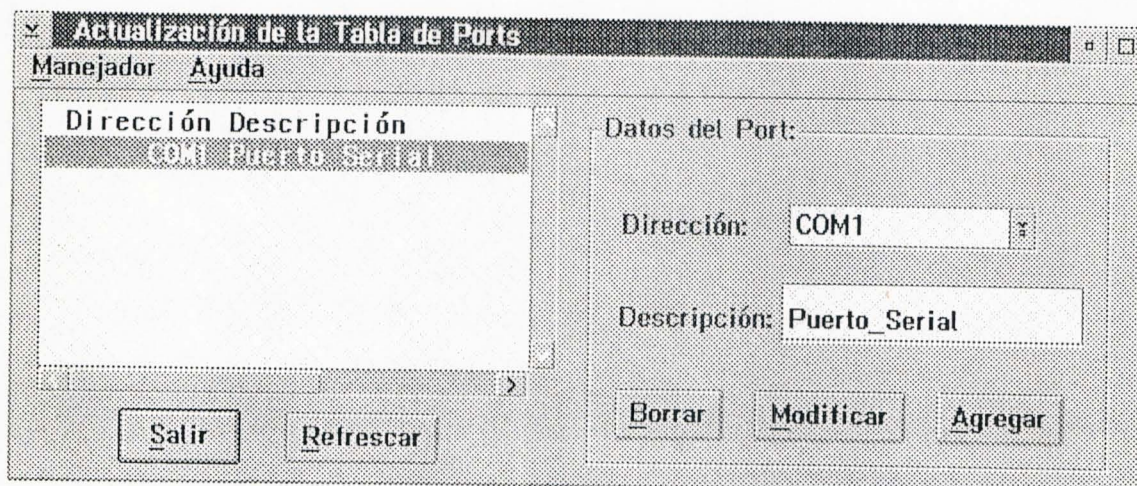 Actualización de la Tabla de Ports
Manejador Ayuda
Dirección Descripción
COM1 Puerto Serial
Salir
Refrescar
Datos del Port:
Dirección: COM1
Descripción: Puerto_Serial
Borrar
Modificar
Agregar